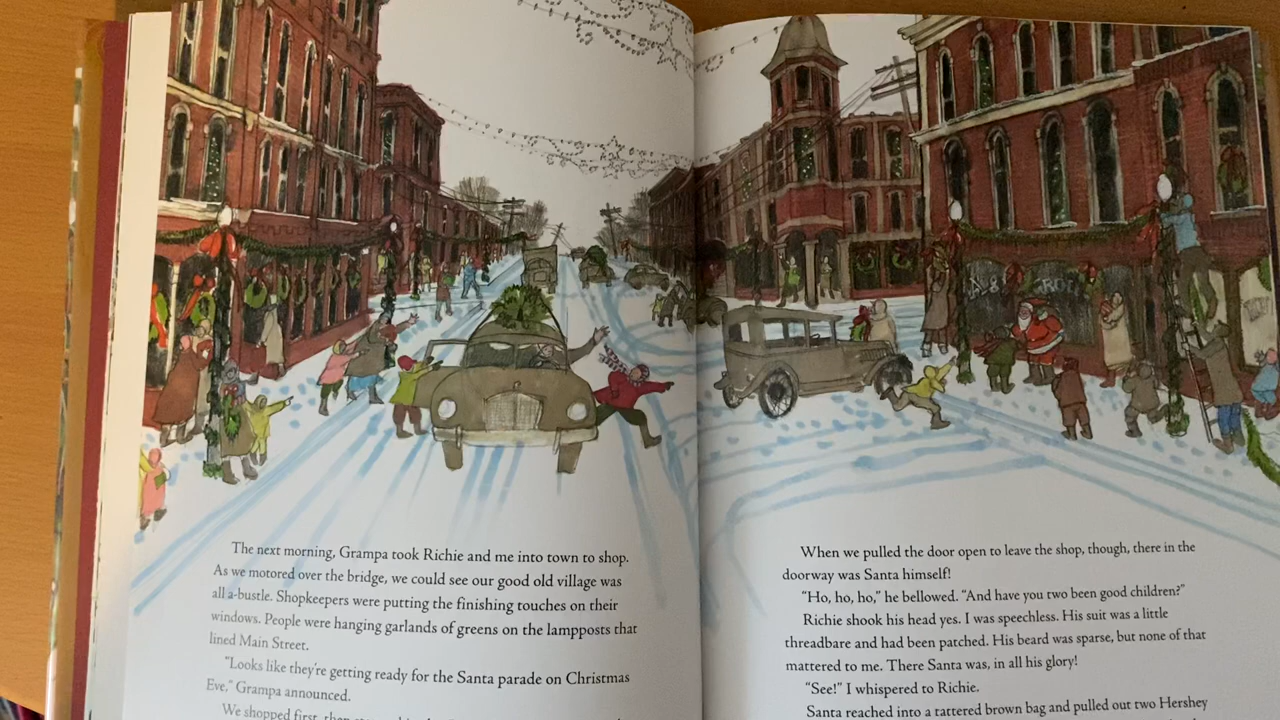 The next morning, Grampa took Richie and me into town to shop.
As we motored over the bridge, we could see our good old village was
all a-bustle. Shopkeepers were putting the finishing touches on their
windows. People were hanging garlands of greens on the lampposts that
lined Main Street.
"Looks like they're getting ready for the Santa parade on Christmas
Eve," Grampa announced.
We shopped first, then
When we pulled the door open to leave the shop, though, there in the
doorway was Santa himself!
"Ho, ho, ho," he bellowed. "And have you two been good children?"
Richie shook his head yes. I was speechless. His suit was a little
threadbare and had been patched. His beard was sparse, but none of that
mattered to me. There Santa was, in all his glory!
"See!" I whispered to Richie.
Santa reached into a tattered brown bag and pulled out two Hershey